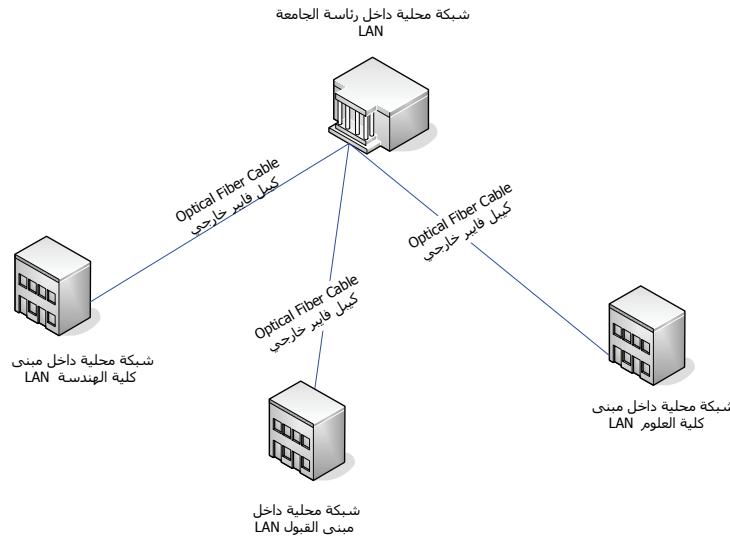 شبكة محلية داخل رئاسة الجامعة
LAN
Optical Fiber Cable
كيبل فايبر خارجي
Optical Fiber Cable
كيبل فايبر خارجي
Optical Fiber Cable
كيبل فايبر خارجي
شبكة محلية داخل مبنى
كلية الهندسة LAN
شبكة محلية داخل مبنى
كلية العلوم LAN
شبكة محلية داخل
مبنى القبول LAN